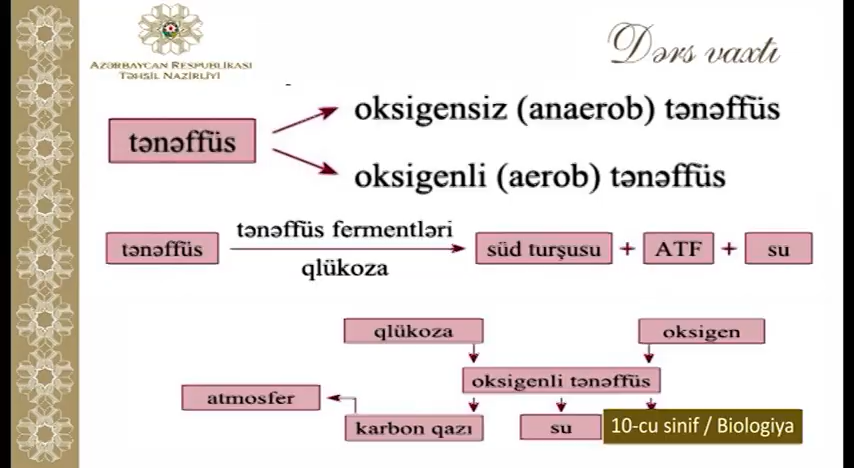 AZƏRBAYCAN RESPUBLİKASI
TƏHSİL NAZİRLİYİ
Dərs vaxtı
tənəffüs
oksigensiz (anaerob) tənəffüs
oksigenli (aerob) tənəffüs
tənəffüs
tənəffüs fermentləri
qlükoza
süd turşusu + ATF + su
qlükoza
oksigen
oksigenli tənəffüs
atmosfer
karbon qazı
su
10-cu sinif / Biologiya